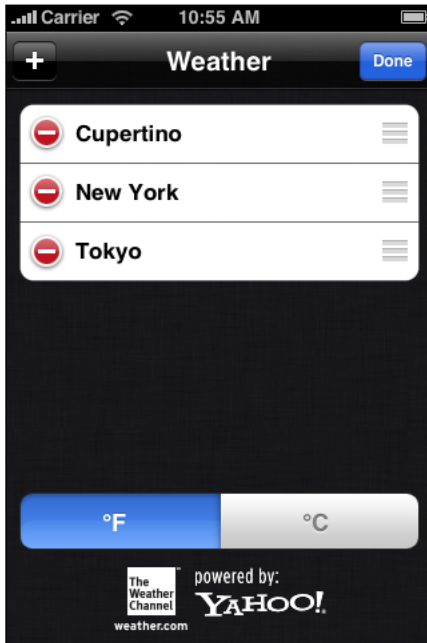 Carrier 10:55 AM
+ Weather Done
Cupertino
New York
Tokyo
°F °C
The
Weather
Channel
weather.com
powered by:
YAHOO!